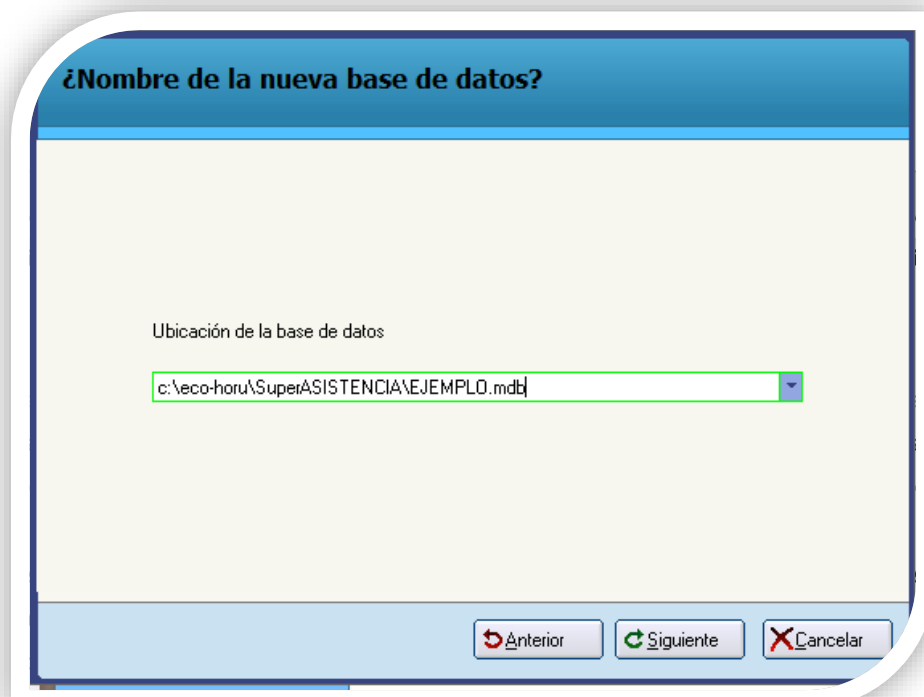 ¿Nombre de la nueva base de datos?
Ubicación de la base de datos
c:\eco-horu\SuperASISTENCIA\EJEMPLO.mdb
Anterior
Siguiente
Cancelar